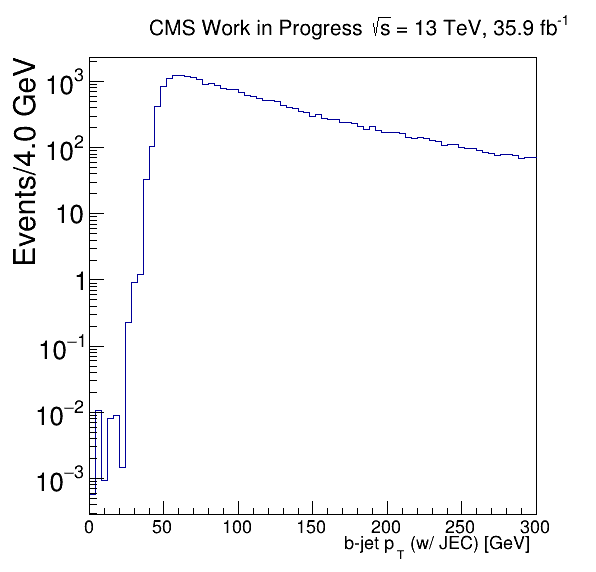 CMS Work in Progress √s = 13 TeV, 35.9 fb⁻¹
Events/4.0 GeV
10³
10²
10
1
10⁻¹
10⁻²
10⁻³
0 50 100 150 200 250 300
b-jet p_T (w/ JEC) [GeV]